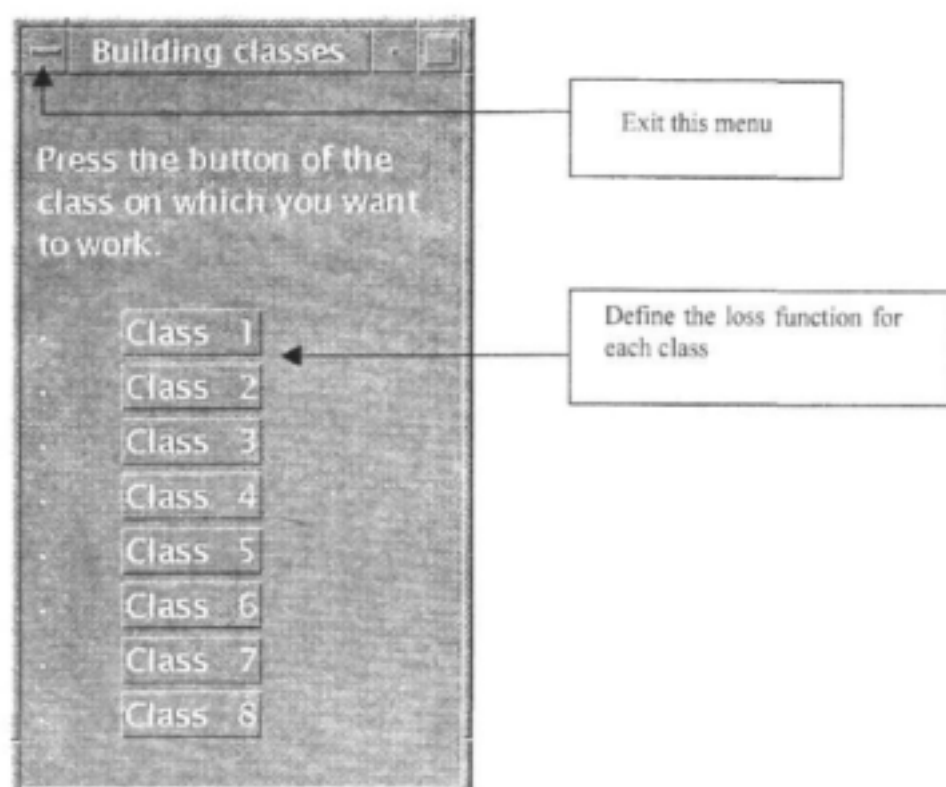 Building classes
Exit this menu
Press the button of the
class on which you want
to work.
Define the loss function for
each class
Class 1
Class 2
Class 3
Class 4
Class 5
Class 6
Class 7
Class 8